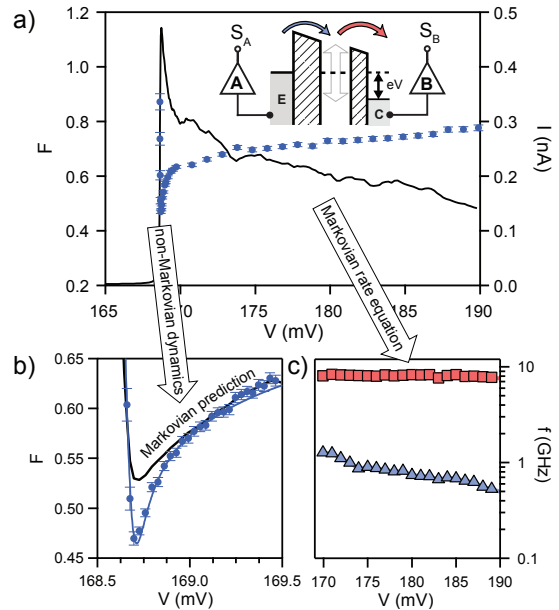 a)
S_A
S_B
A
B
E
C
eV
F
1.2
1.0
0.8
0.6
0.4
0.2
0.5
0.4
0.3
0.2
0.1
0.0
I (nA)
165
170
175
180
185
190
V (mV)
non-Markovian dynamics
Markovian rate equation
b)
F
0.65
0.60
0.55
0.50
0.45
Markovian prediction
168.5
169.0
169.5
V (mV)
c)
10
1
0.1
f (GHz)
170
175
180
185
190
V (mV)